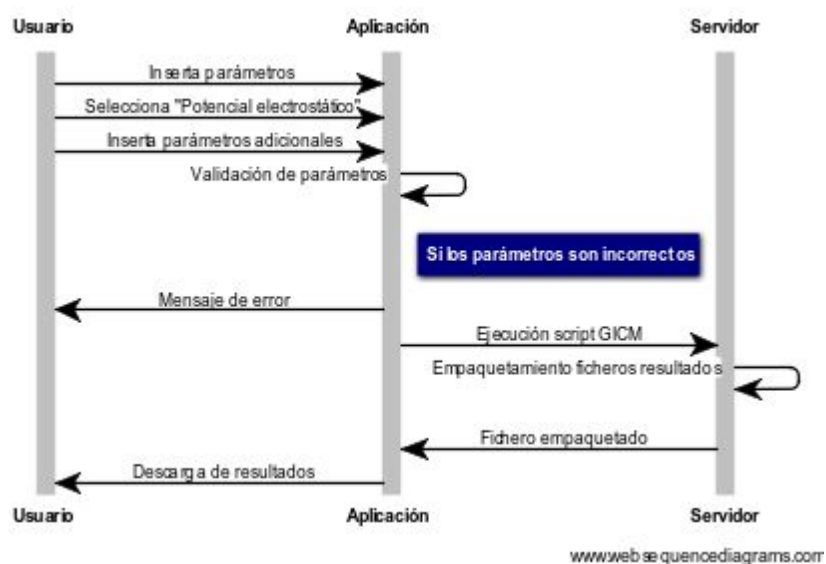 Usuario Aplicación Servidor
Inserta parámetros
Selecciona "Potencial electrostático"
Inserta parámetros adicionales
Validación de parámetros
Si los parámetros son incorrectos
Mensaje de error
Ejecución script GICM
Empaquetamiento ficheros resultados
Fichero empaquetado
Descarga de resultados
Usuario Aplicación Servidor
www.websequencediagrams.com